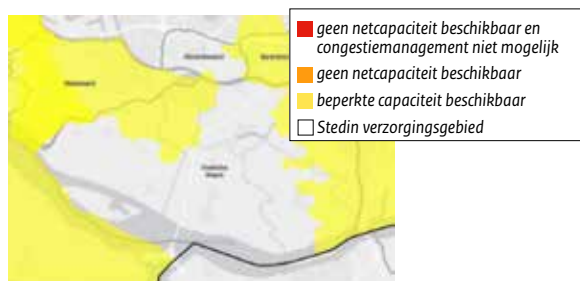 geen netcapaciteit beschikbaar en
congestiemanagement niet mogelijk
geen netcapaciteit beschikbaar
beperkte capaciteit beschikbaar
Stedin verzorgingsgebied